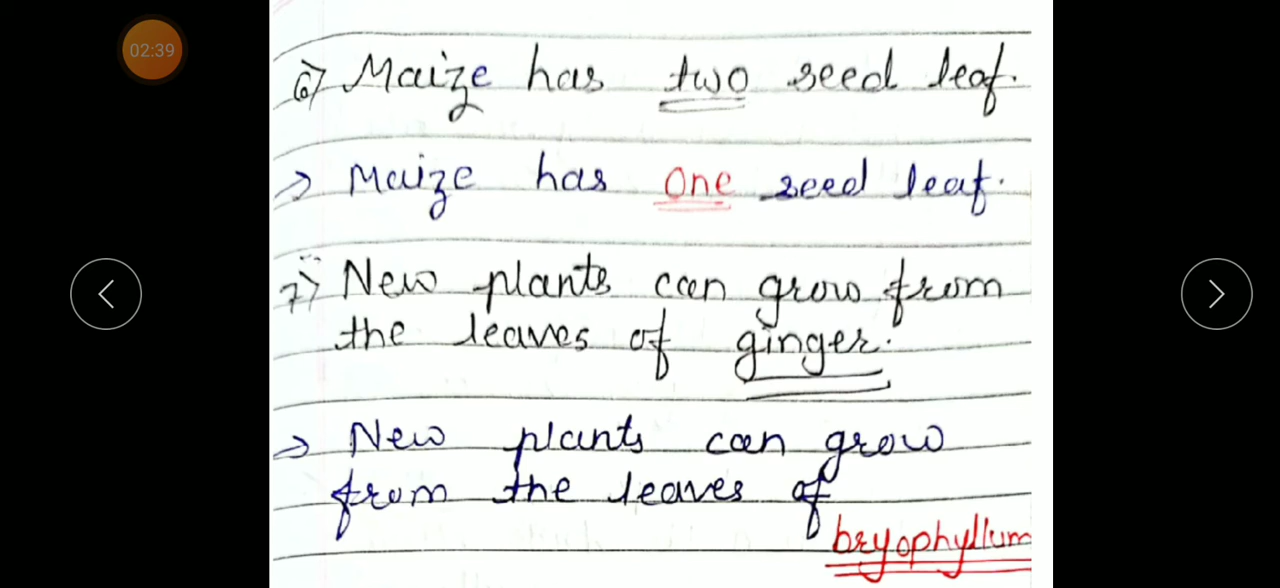 02:39
6) Maize has two seed leaf.
→ Maize has one seed leaf.
7) New plants can grow from
the leaves of ginger.
→ New plants can grow
from the leaves of
bryophyllum